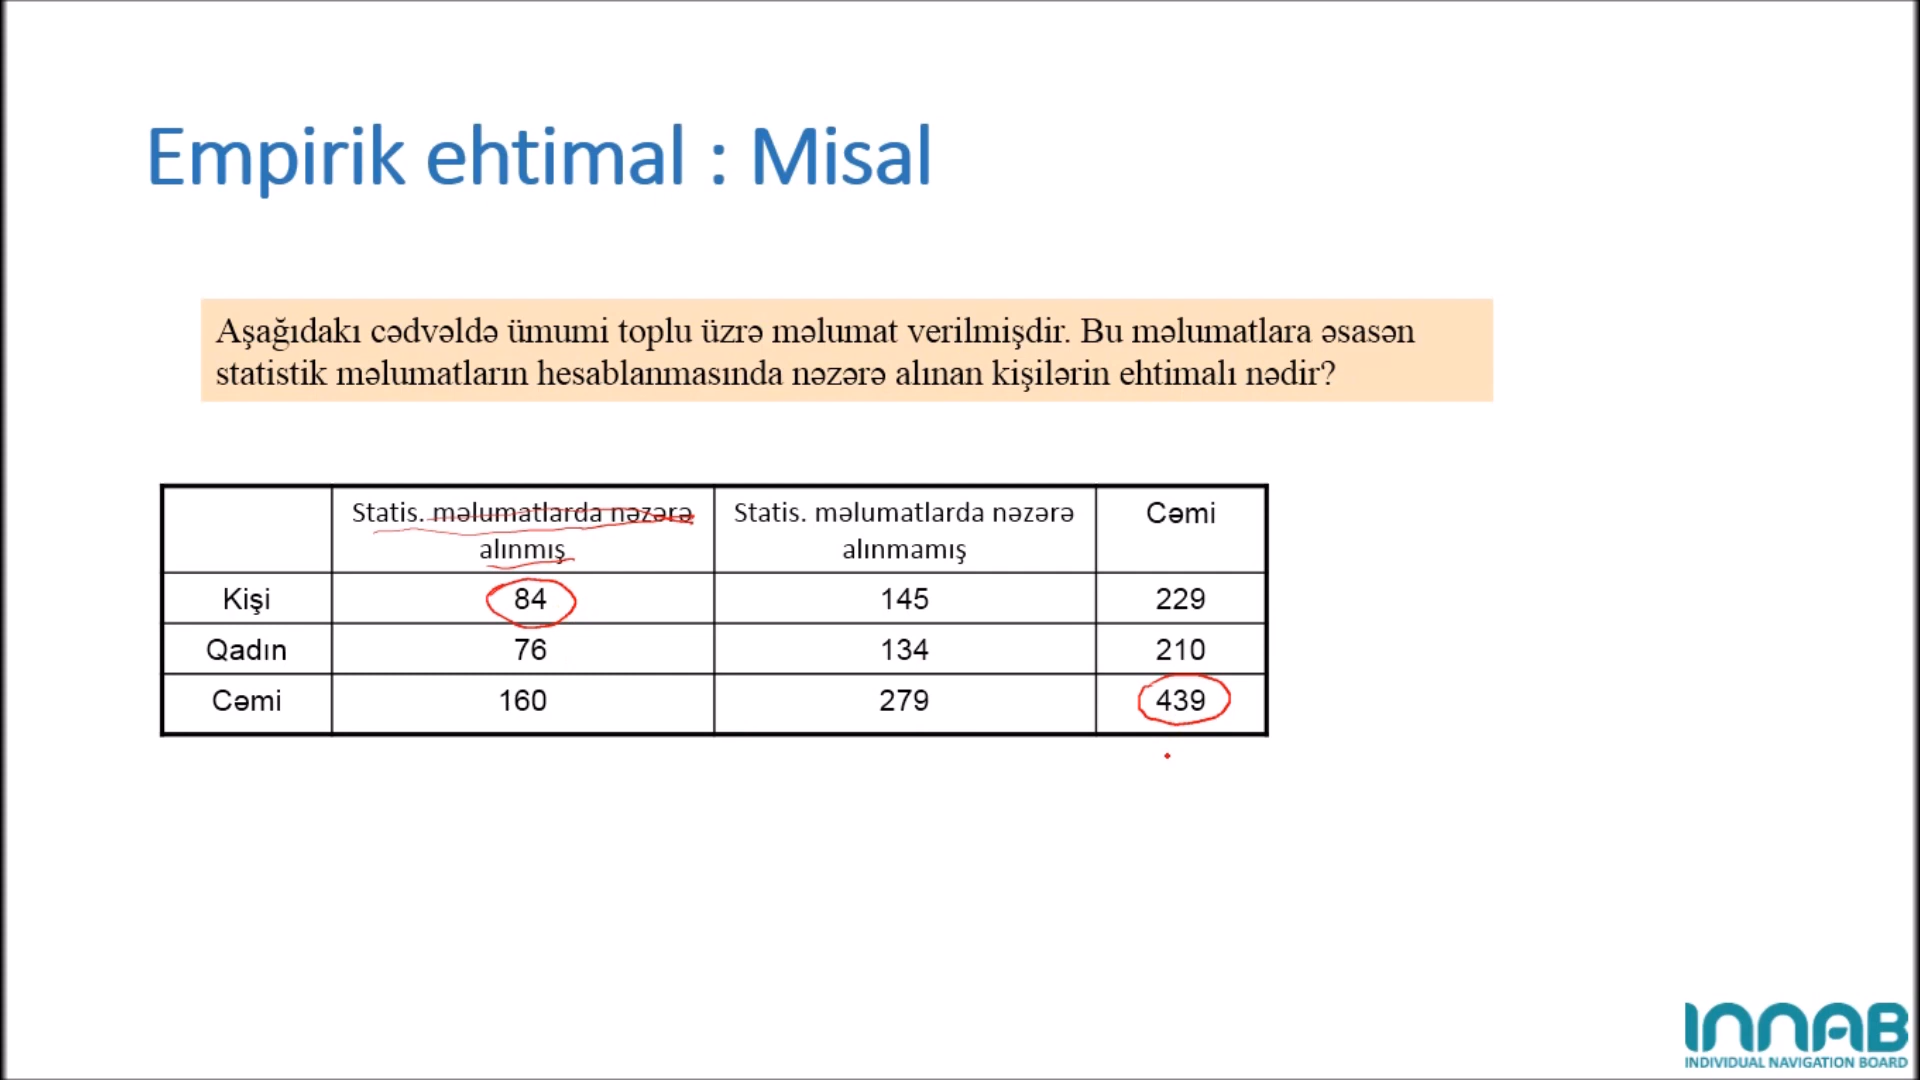 Empirik ehtimal : Misal
Aşağıdakı cədvəldə ümumi toplu üzrə məlumat verilmişdir. Bu məlumatlara əsasən
statistik məlumatların hesablanmasında nəzərə alınan kişilərin ehtimalı nədir?
Statis. məlumatlarda nəzərə alınmış Statis. məlumatlarda nəzərə alınmamış Cəmi
Kişi 84 145 229
Qadın 76 134 210
Cəmi 160 279 439
INNAB
INDIVIDUAL NAVIGATION BOARD